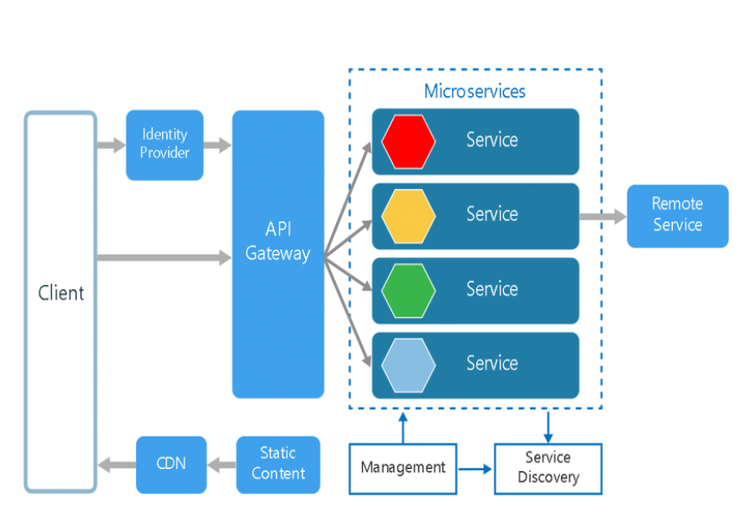 Microservices
Identity
Provider
Service
API
Gateway
Service
Remote
Service
Client
Service
Service
CDN
Static
Content
Management
Service
Discovery